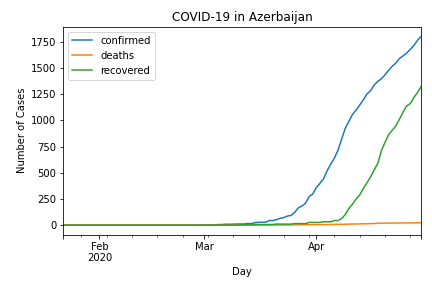 COVID-19 in Azerbaijan
1750
1500
1250
1000
750
500
250
0
Number of Cases
confirmed
deaths
recovered
Feb
2020
Mar
Apr
Day